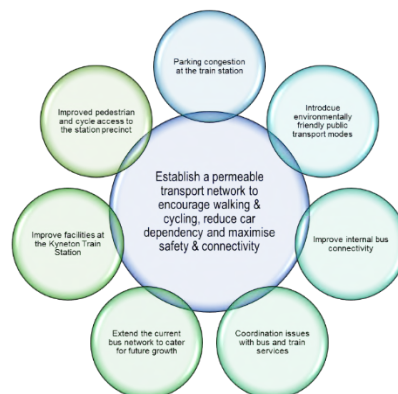 Parking congestion
at the train station
Introdcue
environmentally
friendly public
transport modes
Improve internal bus
connectivity
Coordination issues
with bus and train
services
Extend the current
bus network to cater
for future growth
Improve facilities at
the Kyneton Train
Station
Improved pedestrian
and cycle access to
the station precinct
Establish a permeable
transport network to
encourage walking &
cycling, reduce car
dependency and maximise
safety & connectivity